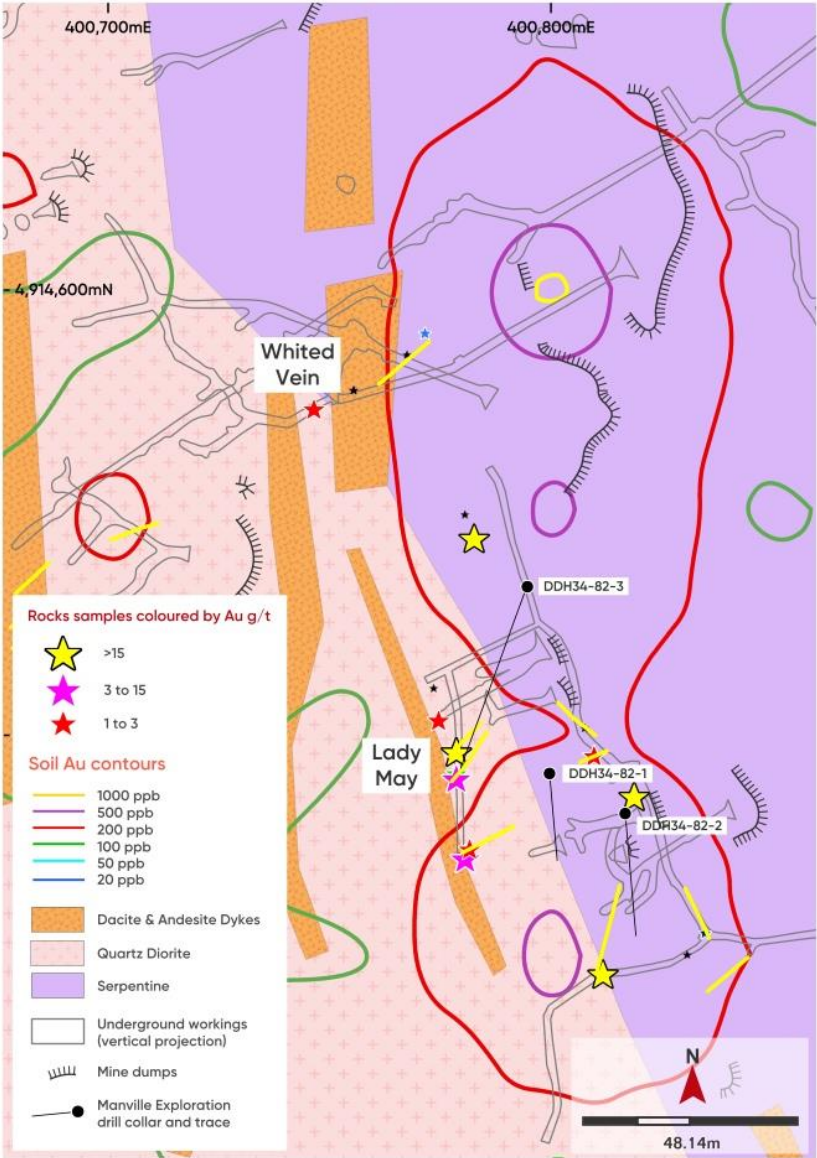 400,700mE
400,800mE
4,914,600mN
Whited
Vein
DDH34-82-3
Lady
May
DDH34-82-1
DDH34-82-2
Rocks samples coloured by Au g/t
>15
3 to 15
1 to 3
Soil Au contours
1000 ppb
500 ppb
200 ppb
100 ppb
50 ppb
20 ppb
Dacite & Andesite Dykes
Quartz Diorite
Serpentine
Underground workings
(vertical projection)
Mine dumps
Manville Exploration
drill collar and trace
N
48.14m